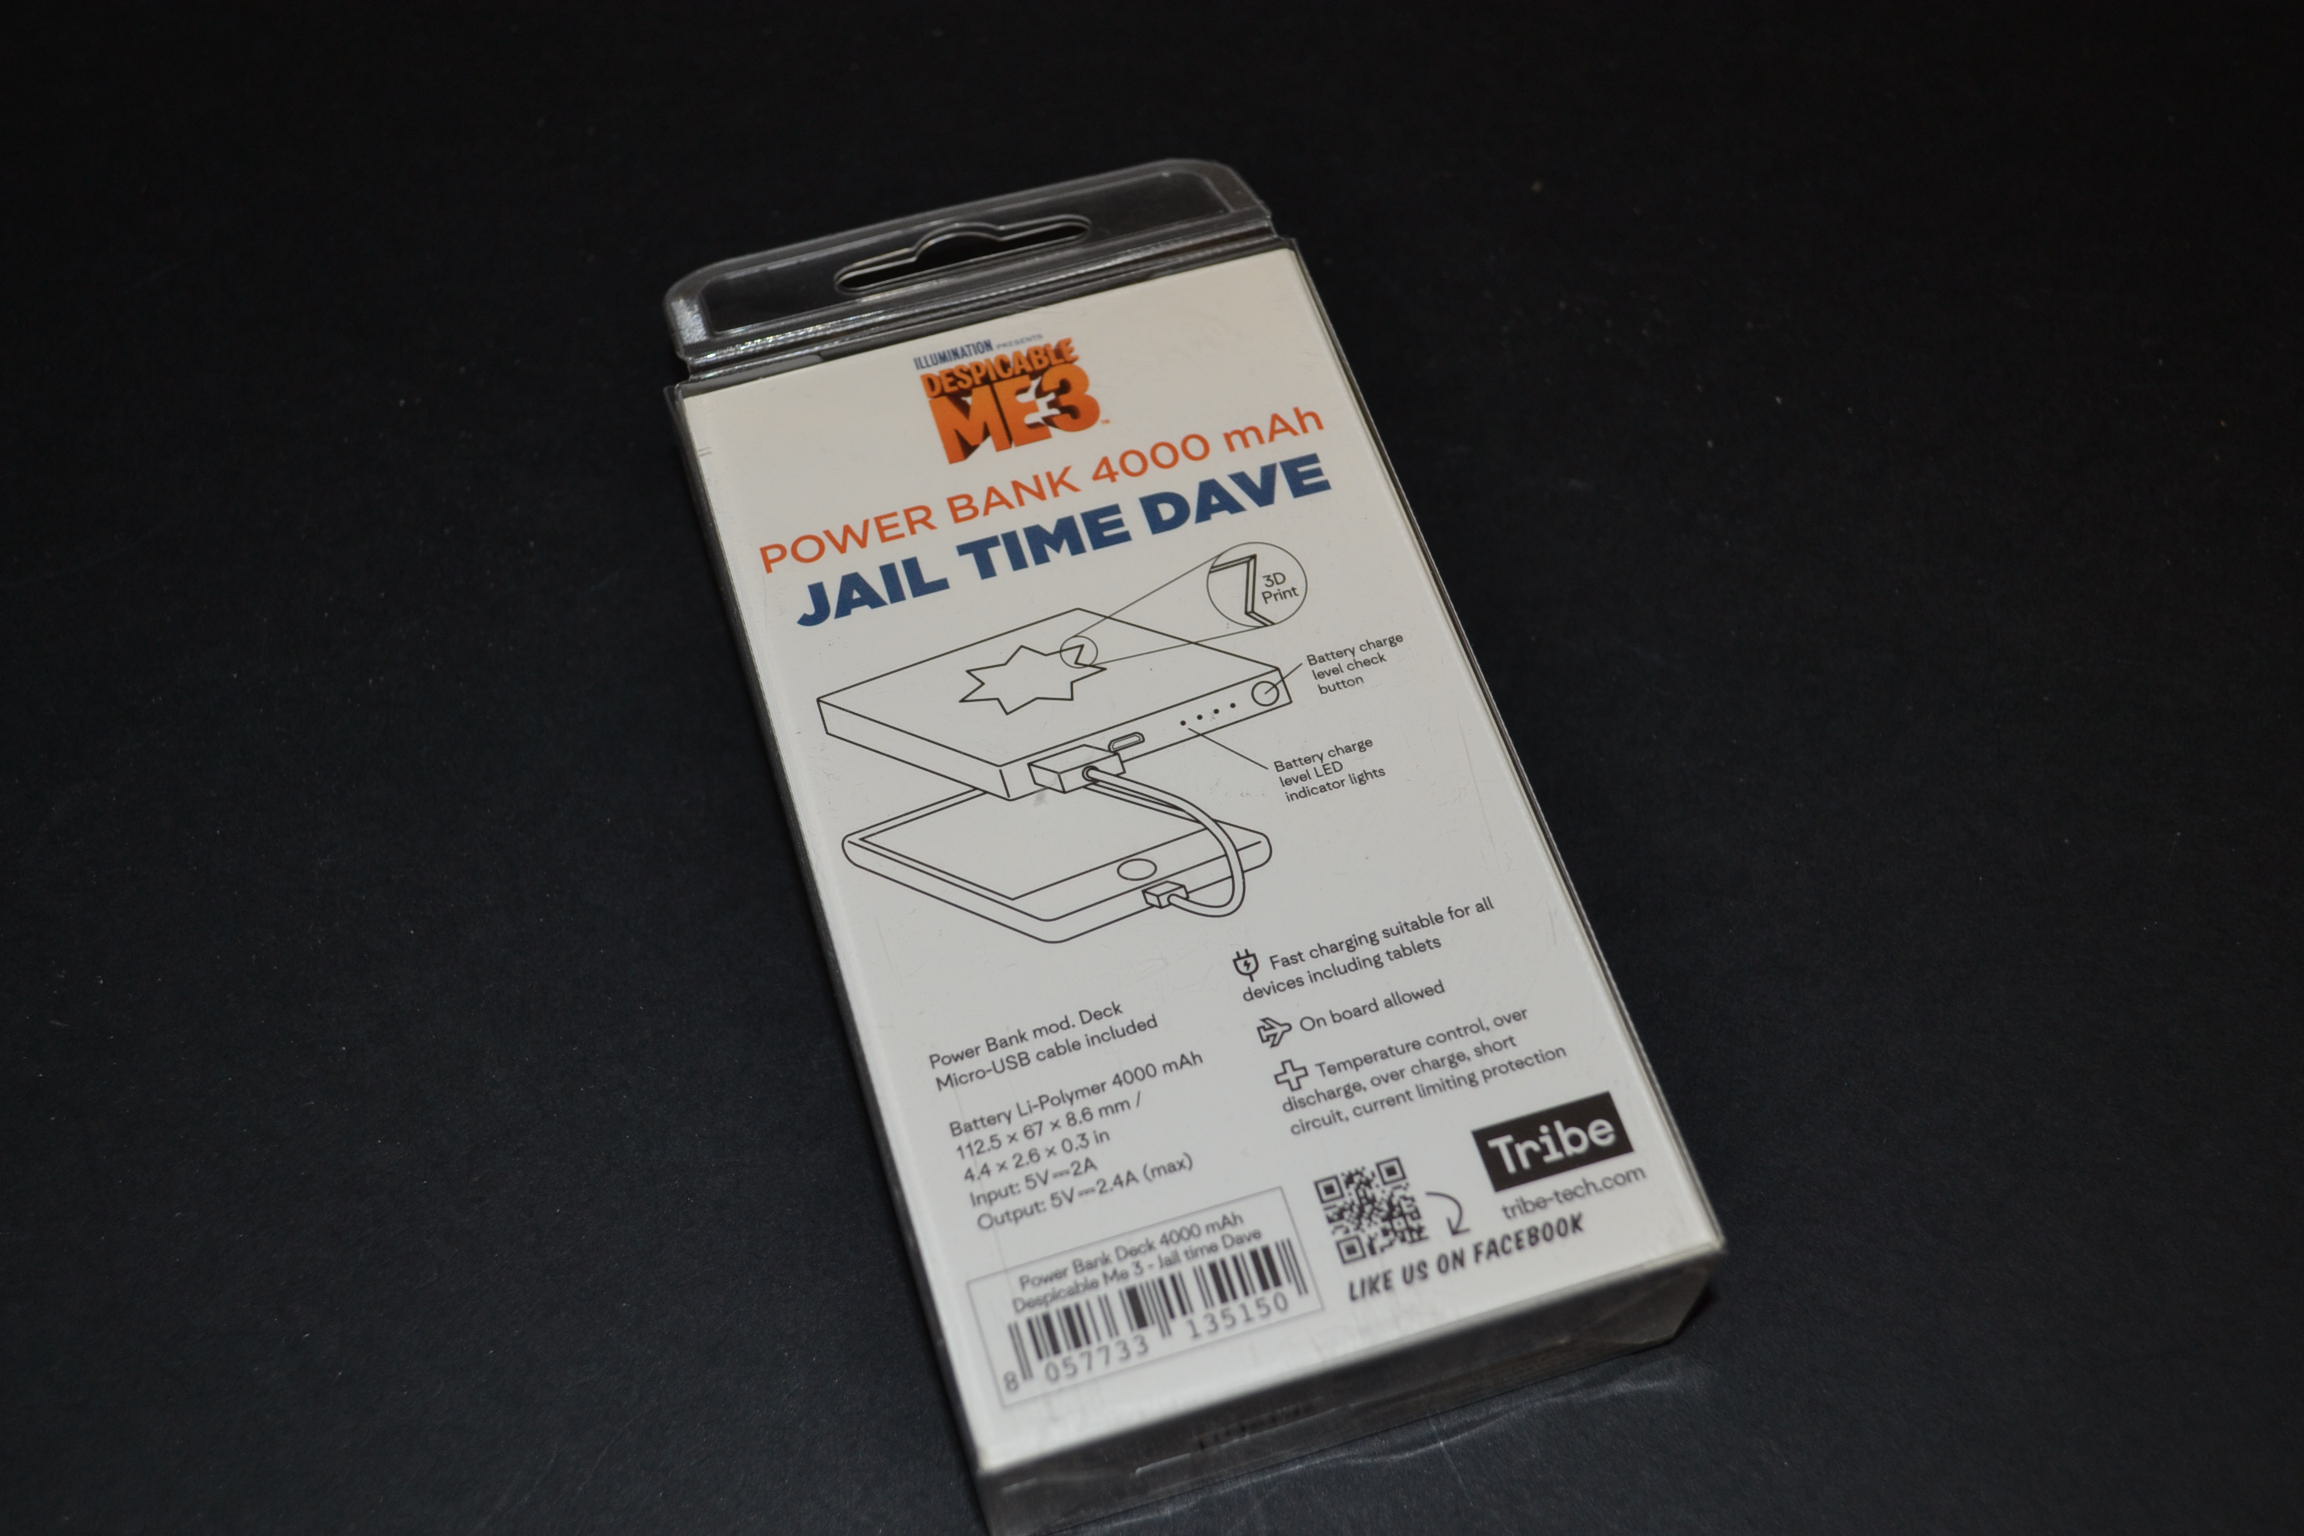 ILLUMINATION PRESENTS
DESPICABLE
ME3™
POWER BANK 4000 mAh
JAIL TIME DAVE
3D
Print
Battery charge
level check
button
Battery charge
level LED
indicator lights
Fast charging suitable for all
devices including tablets
On board allowed
Temperature control, over
discharge, over charge, short
circuit, current limiting protection
Power Bank mod. Deck
Micro-USB cable included
Battery Li-Polymer 4000 mAh
112.5 × 67 × 8.6 mm /
4.4 × 2.6 × 0.3 in
Input: 5V⎓2A
Output: 5V⎓2.4A (max)
Tribe
tribe-tech.com
LIKE US ON FACEBOOK
Power Bank Deck 4000 mAh
Despicable Me 3 - Jail time Dave
8 057733 135150